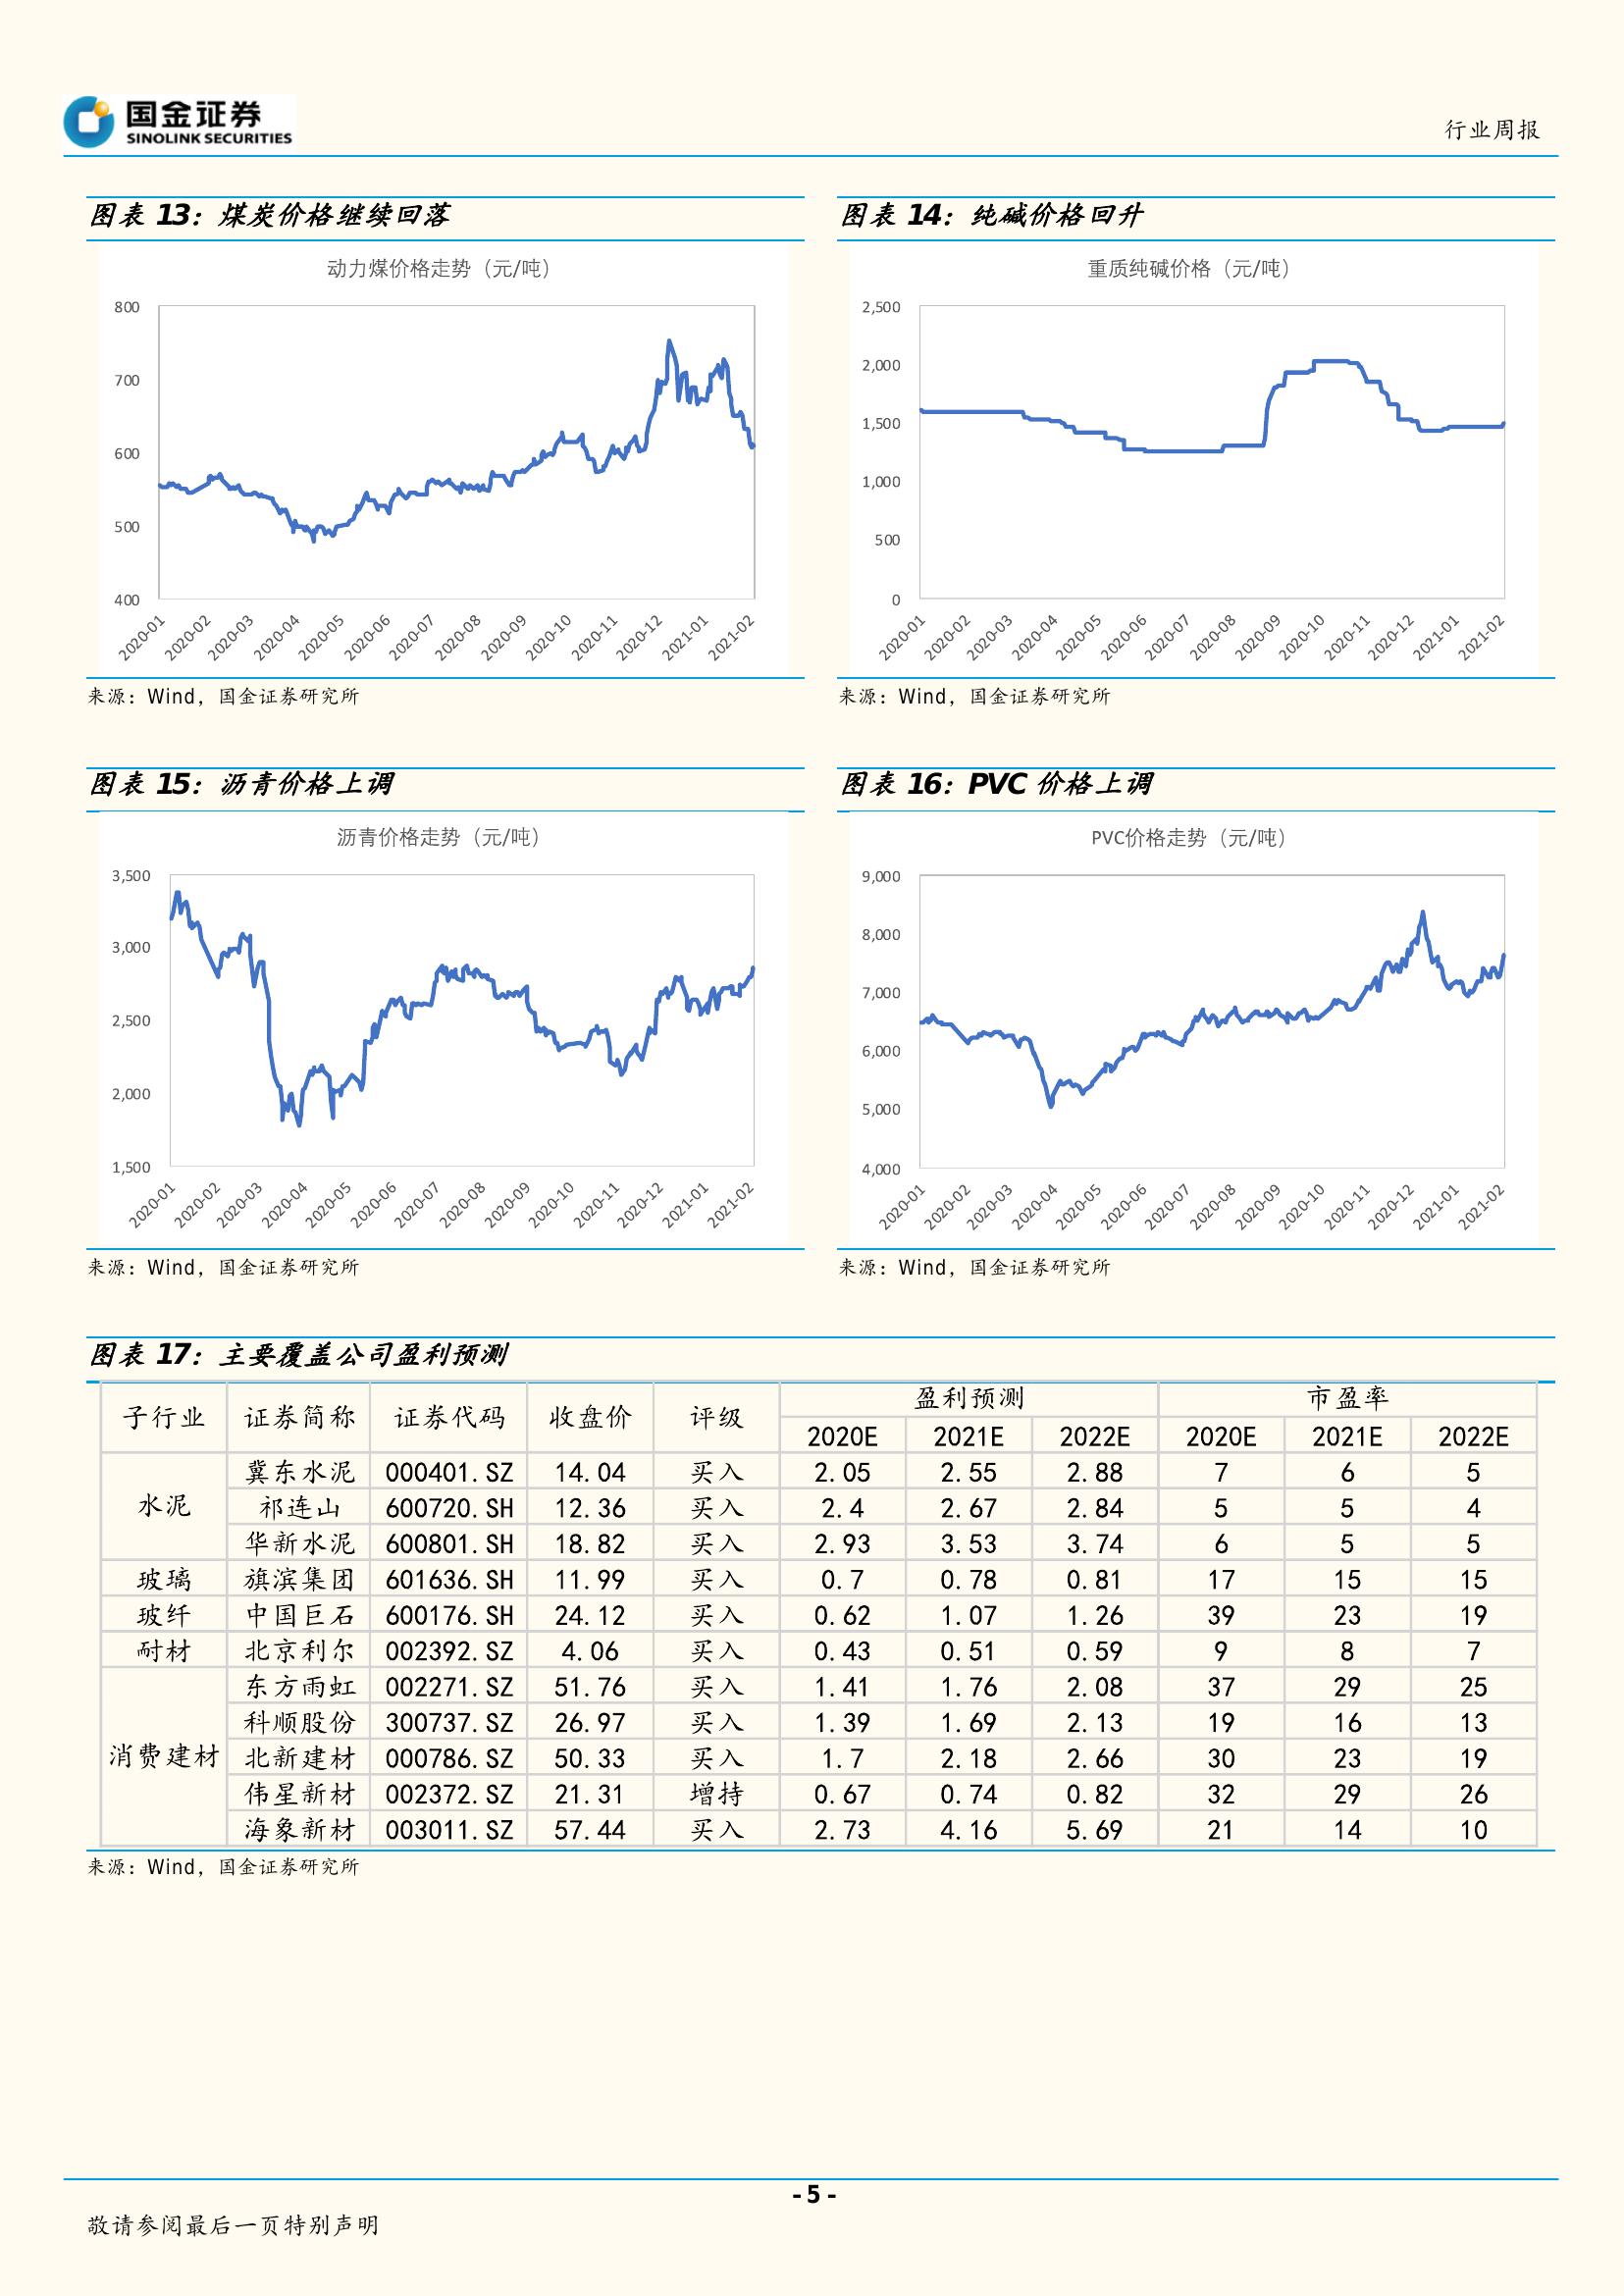 国金证券
SINOLINK SECURITIES
行业周报
图表 13：煤炭价格继续回落
动力煤价格走势（元/吨）
800
700
600
500
400
2020-01 2020-02 2020-03 2020-04 2020-05 2020-06 2020-07 2020-08 2020-09 2020-10 2020-11 2020-12 2021-01 2021-02
来源：Wind，国金证券研究所
图表 14：纯碱价格回升
重质纯碱价格（元/吨）
2,500
2,000
1,500
1,000
500
0
2020-01 2020-02 2020-03 2020-04 2020-05 2020-06 2020-07 2020-08 2020-09 2020-10 2020-11 2020-12 2021-01 2021-02
来源：Wind，国金证券研究所
图表 15：沥青价格上调
沥青价格走势（元/吨）
3,500
3,000
2,500
2,000
1,500
2020-01 2020-02 2020-03 2020-04 2020-05 2020-06 2020-07 2020-08 2020-09 2020-10 2020-11 2020-12 2021-01 2021-02
来源：Wind，国金证券研究所
图表 16：PVC 价格上调
PVC价格走势（元/吨）
9,000
8,000
7,000
6,000
5,000
4,000
2020-01 2020-02 2020-03 2020-04 2020-05 2020-06 2020-07 2020-08 2020-09 2020-10 2020-11 2020-12 2021-01 2021-02
来源：Wind，国金证券研究所
图表 17：主要覆盖公司盈利预测
子行业 证券简称 证券代码 收盘价 评级 盈利预测 市盈率
2020E 2021E 2022E 2020E 2021E 2022E
水泥 冀东水泥 000401.SZ 14.04 买入 2.05 2.55 2.88 7 6 5
祁连山 600720.SH 12.36 买入 2.4 2.67 2.84 5 5 4
华新水泥 600801.SH 18.82 买入 2.93 3.53 3.74 6 5 5
玻璃 旗滨集团 601636.SH 11.99 买入 0.7 0.78 0.81 17 15 15
玻纤 中国巨石 600176.SH 24.12 买入 0.62 1.07 1.26 39 23 19
耐材 北京利尔 002392.SZ 4.06 买入 0.43 0.51 0.59 9 8 7
消费建材 东方雨虹 002271.SZ 51.76 买入 1.41 1.76 2.08 37 29 25
科顺股份 300737.SZ 26.97 买入 1.39 1.69 2.13 19 16 13
北新建材 000786.SZ 50.33 买入 1.7 2.18 2.66 30 23 19
伟星新材 002372.SZ 21.31 增持 0.67 0.74 0.82 32 29 26
海象新材 003011.SZ 57.44 买入 2.73 4.16 5.69 21 14 10
来源：Wind，国金证券研究所
- 5 -
敬请参阅最后一页特别声明